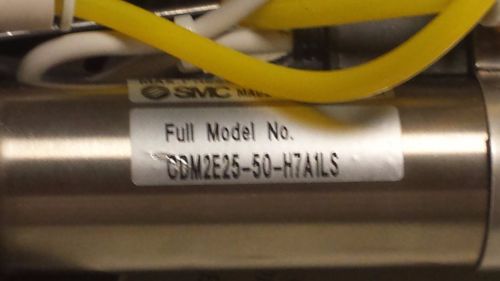 SMC
Full Model No.
CDM2E25-50-H7A1LS